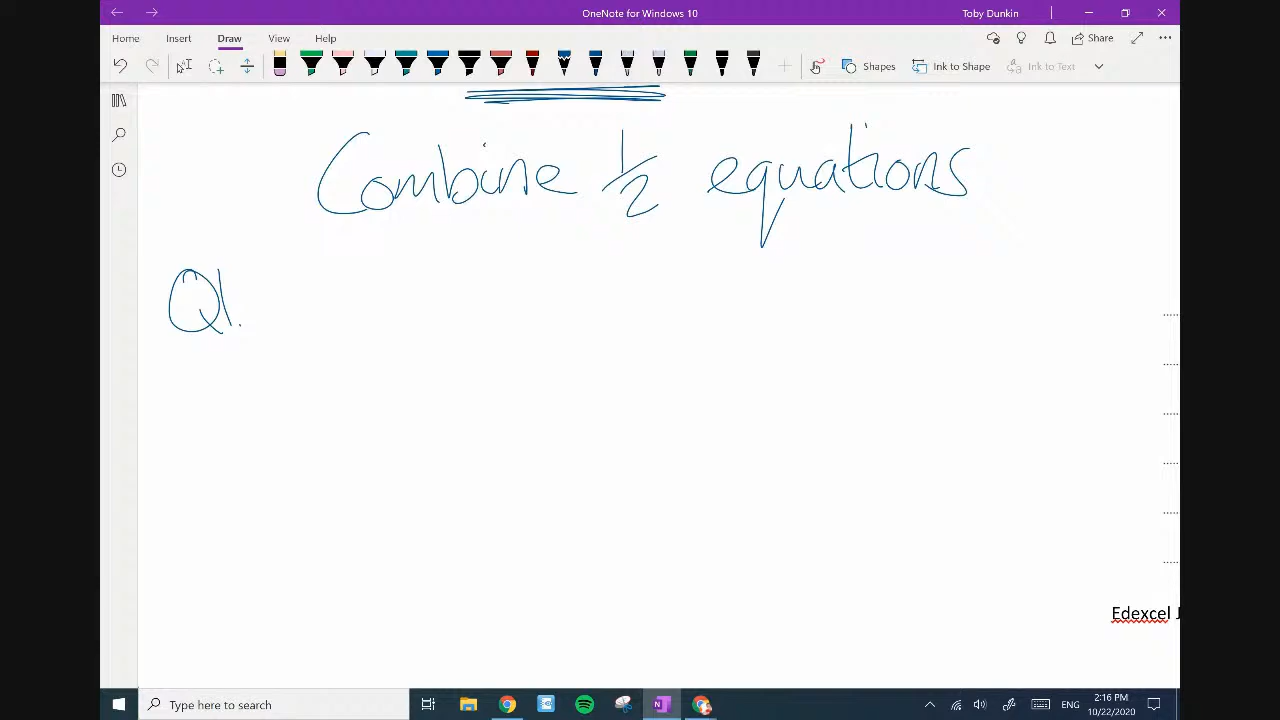 OneNote for Windows 10
Toby Dunkin
Home Insert Draw View Help
Share
Shapes Ink to Shape Ink to Text
Combine 1/2 equations
Q1.
Edexcel J
Type here to search
ENG
2:16 PM
10/22/2020